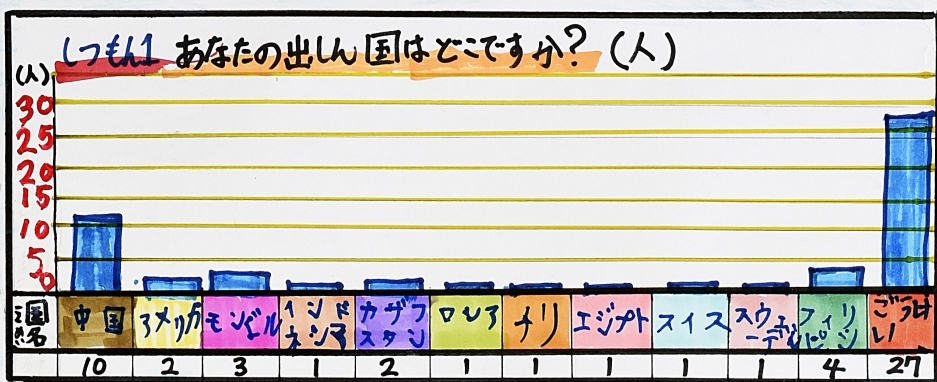 しつもん1 あなたの出しん国はどこですか？（人）
(人)
30
25
20
15
10
5
0
国名 中国 アメリカ モンゴル インドネシア カザフスタン ロシア チリ エジプト スイス スウェーデン フィリピン ごうけい
10 2 3 1 2 1 1 1 1 1 4 27